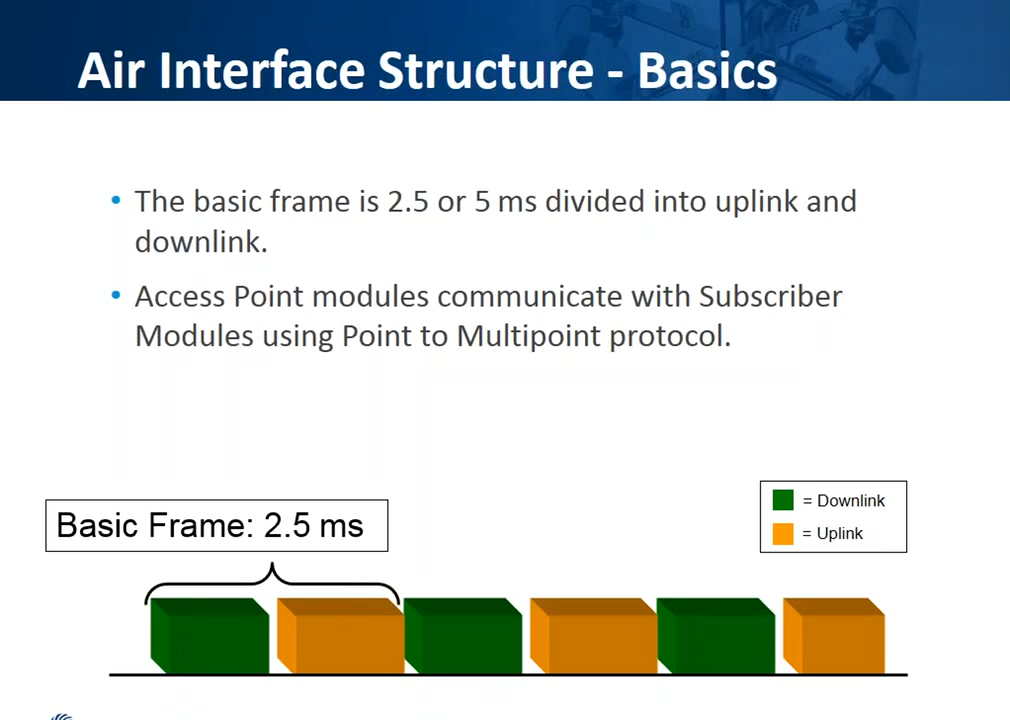 Air Interface Structure - Basics
• The basic frame is 2.5 or 5 ms divided into uplink and
downlink.
• Access Point modules communicate with Subscriber
Modules using Point to Multipoint protocol.
Basic Frame: 2.5 ms
= Downlink
= Uplink